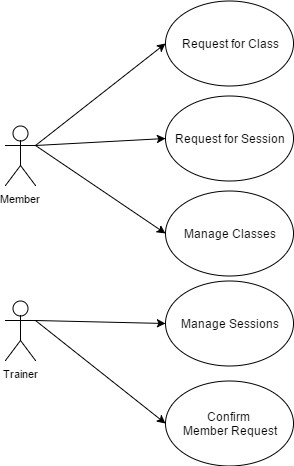 Request for Class
Request for Session
Member
Manage Classes
Manage Sessions
Trainer
Confirm
Member Request